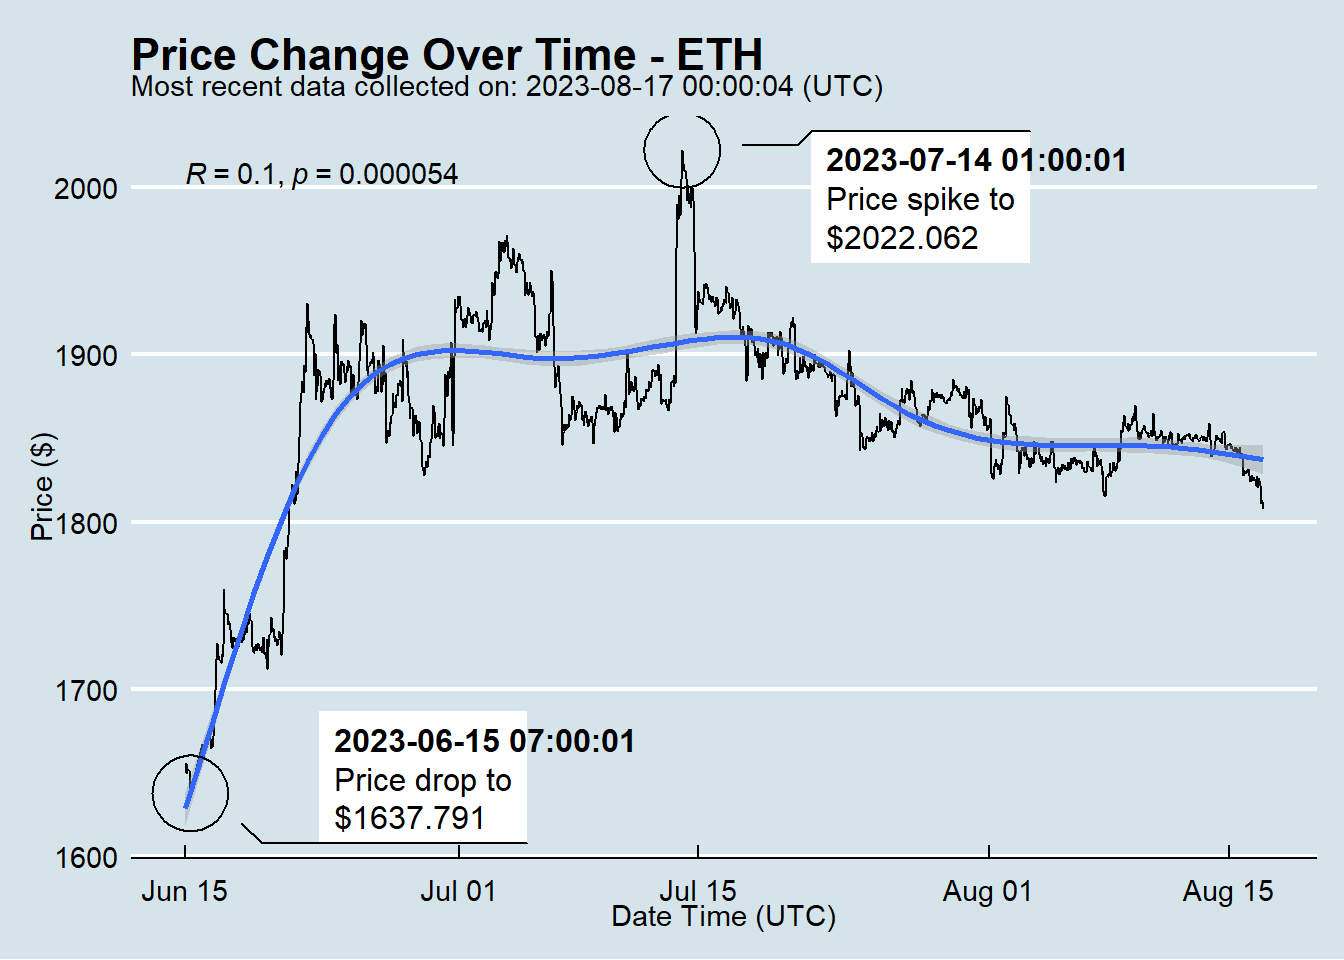 Price Change Over Time - ETH
Most recent data collected on: 2023-08-17 00:00:04 (UTC)
R = 0.1, p = 0.000054
2023-07-14 01:00:01
Price spike to
$2022.062
2000
1900
1800
1700
1600
Price ($)
2023-06-15 07:00:01
Price drop to
$1637.791
Jun 15 Jul 01 Jul 15 Aug 01 Aug 15
Date Time (UTC)